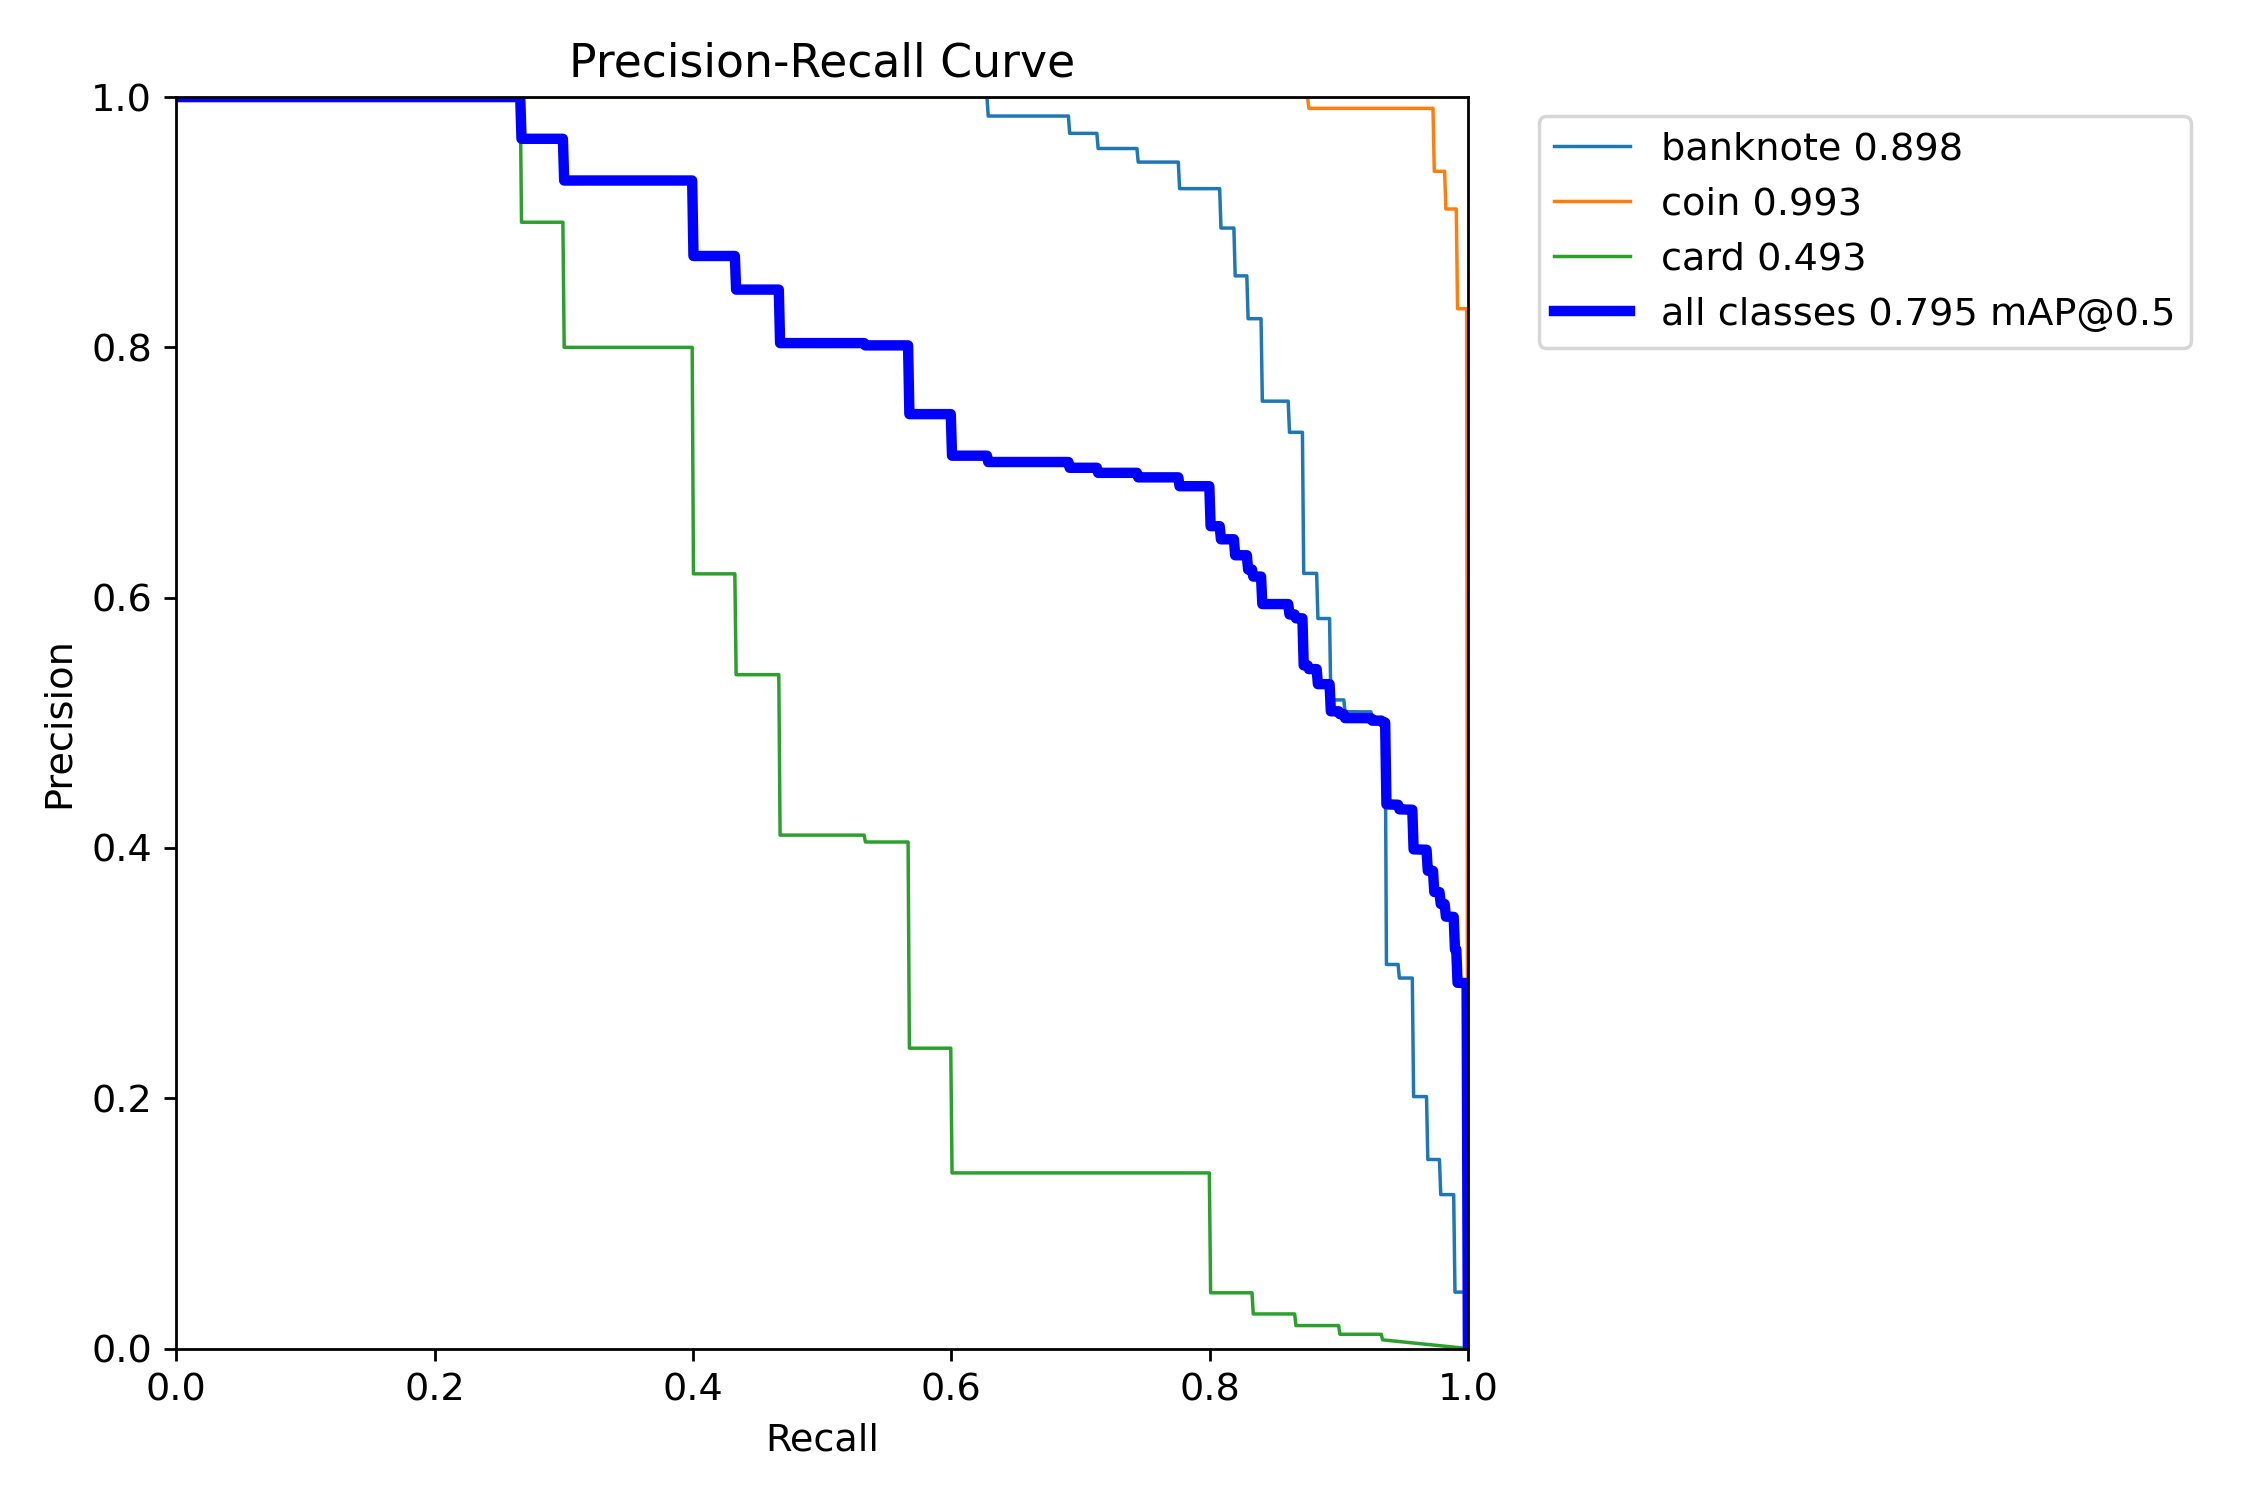 Precision-Recall Curve
1.0
0.8
0.6
0.4
0.2
0.0
Precision
0.0 0.2 0.4 0.6 0.8 1.0
Recall
banknote 0.898
coin 0.993
card 0.493
all classes 0.795 mAP@0.5